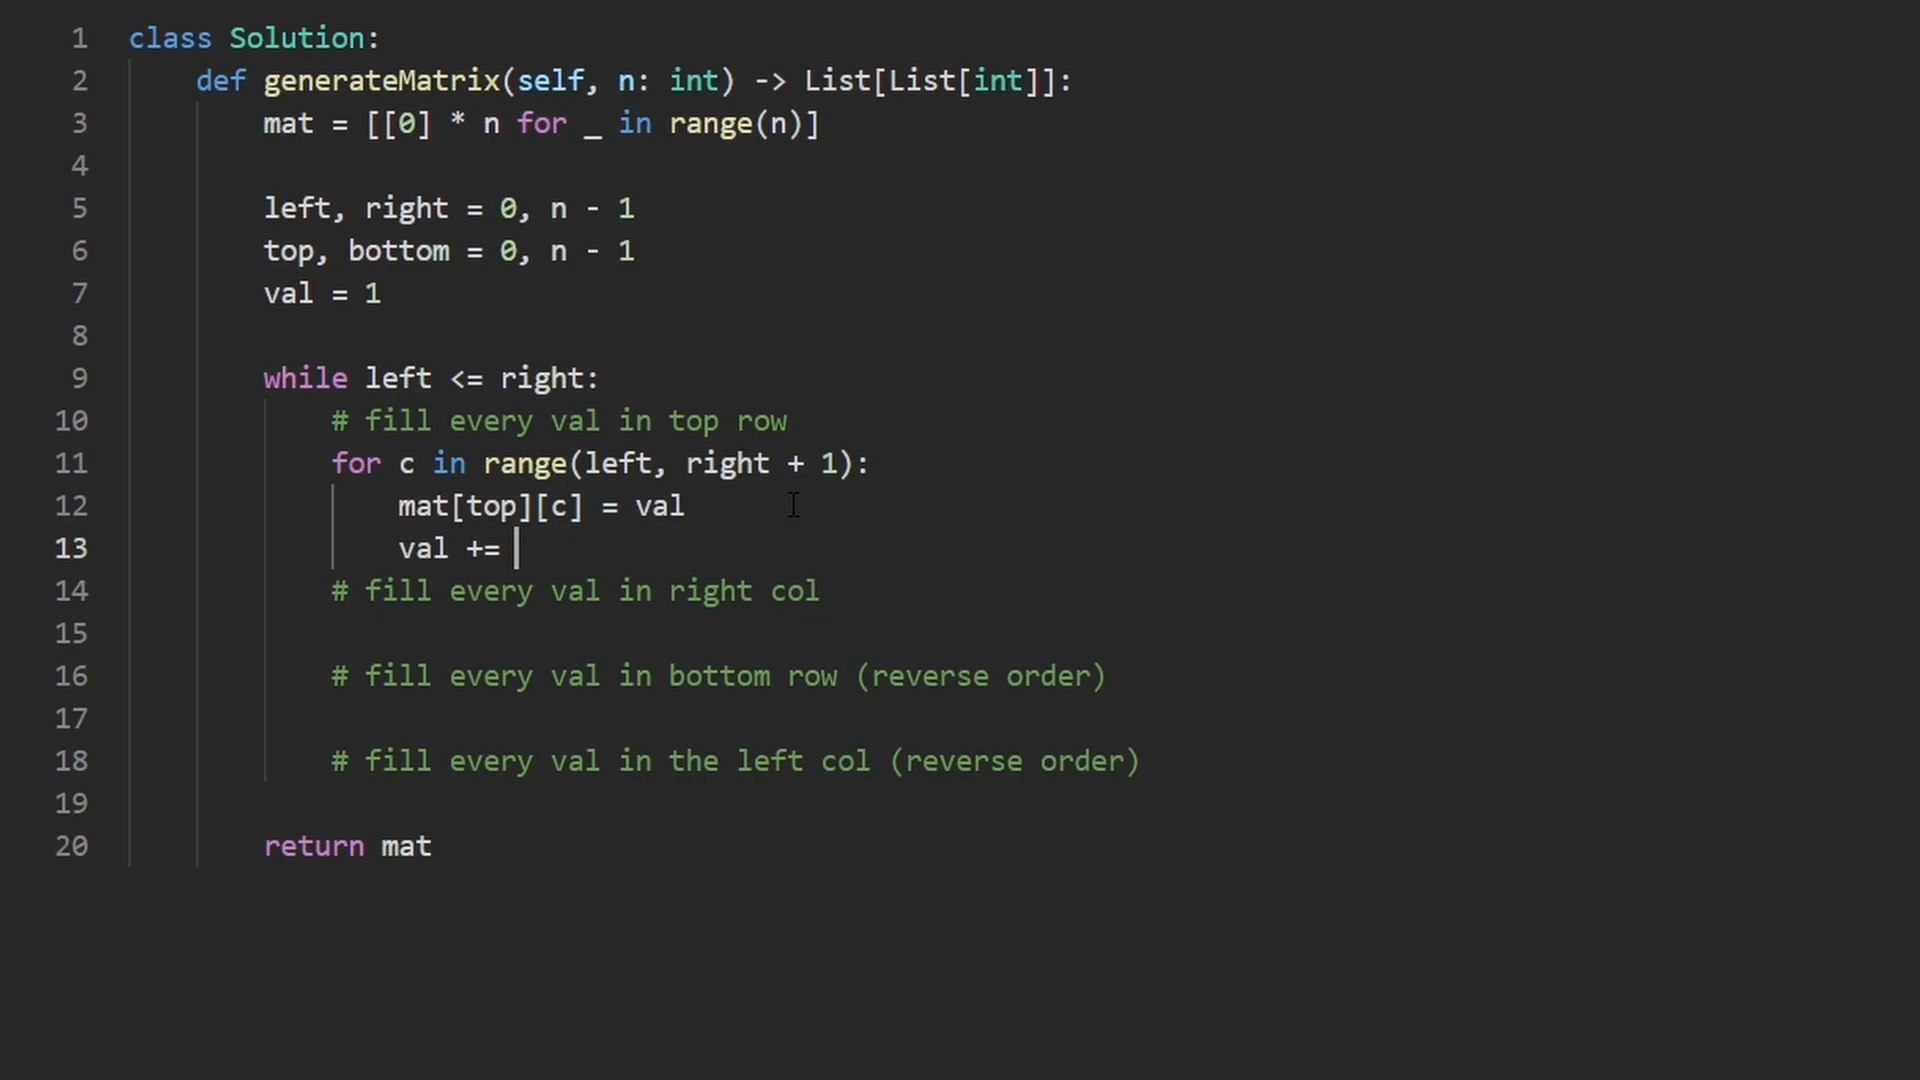 1 class Solution:
2     def generateMatrix(self, n: int) -> List[List[int]]:
3         mat = [[0] * n for _ in range(n)]
4
5         left, right = 0, n - 1
6         top, bottom = 0, n - 1
7         val = 1
8
9         while left <= right:
10             # fill every val in top row
11             for c in range(left, right + 1):
12                 mat[top][c] = val
13                 val +=
14             # fill every val in right col
15
16             # fill every val in bottom row (reverse order)
17
18             # fill every val in the left col (reverse order)
19
20         return mat